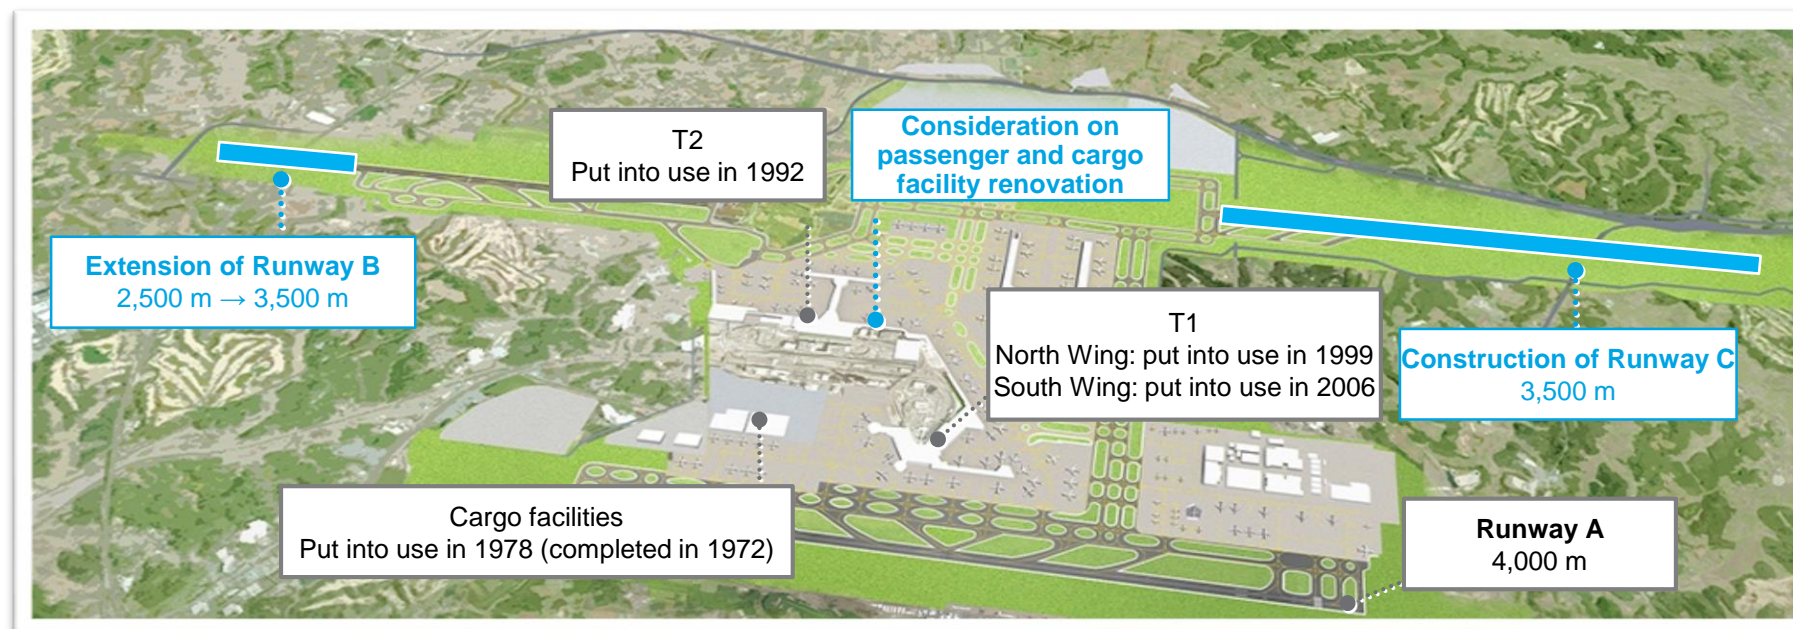 T2
Put into use in 1992
Consideration on
passenger and cargo
facility renovation
Extension of Runway B
2,500 m → 3,500 m
T1
North Wing: put into use in 1999
South Wing: put into use in 2006
Construction of Runway C
3,500 m
Cargo facilities
Put into use in 1978 (completed in 1972)
Runway A
4,000 m